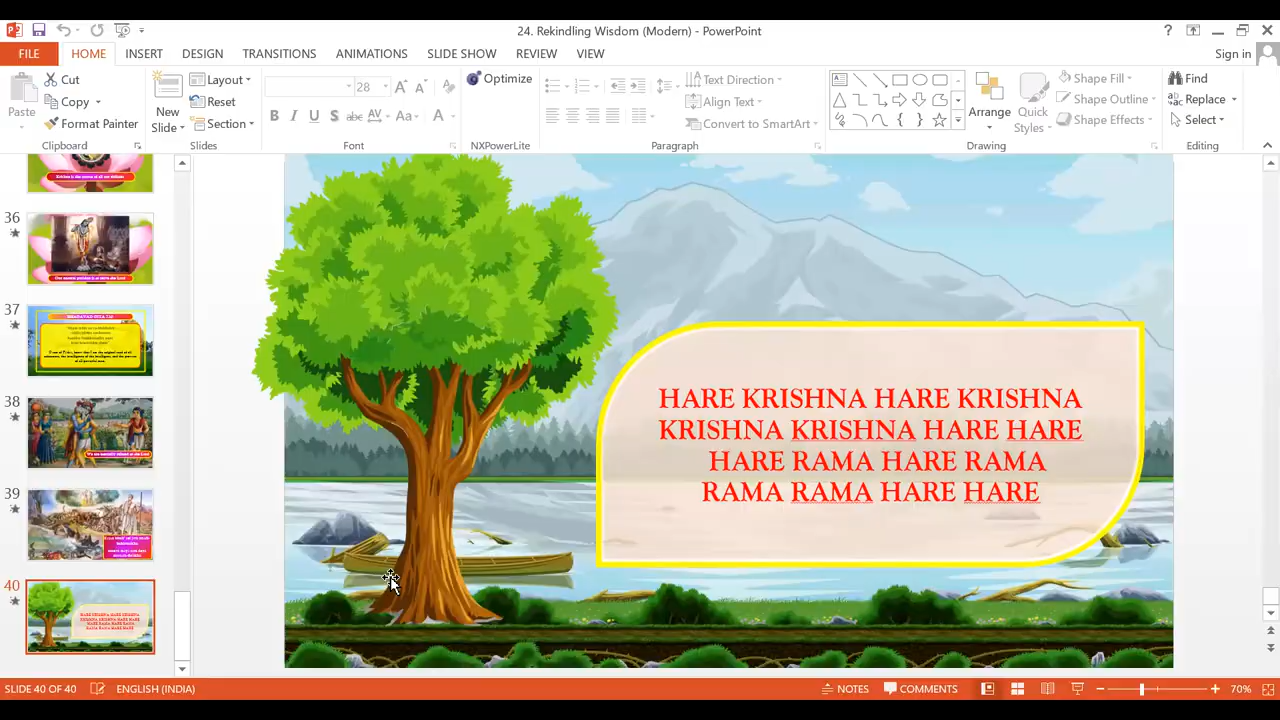 24. Rekindling Wisdom (Modern) - PowerPoint
?
FILE HOME INSERT DESIGN TRANSITIONS ANIMATIONS SLIDE SHOW REVIEW VIEW
Sign in
Paste
Cut
Copy
Format Painter
Clipboard
New
Slide
Layout
Reset
Section
Slides
28
B I U S abc AV Aa A
Font
Optimize
NXPowerLite
Text Direction
Align Text
Convert to SmartArt
Paragraph
Arrange
Quick
Styles
Shape Fill
Shape Outline
Shape Effects
Drawing
Find
Replace
Select
Editing
36
37
38
39
40
HARE KRISHNA HARE KRISHNA
KRISHNA KRISHNA HARE HARE
HARE RAMA HARE RAMA
RAMA RAMA HARE HARE
SLIDE 40 OF 40
ENGLISH (INDIA)
NOTES
COMMENTS
70%